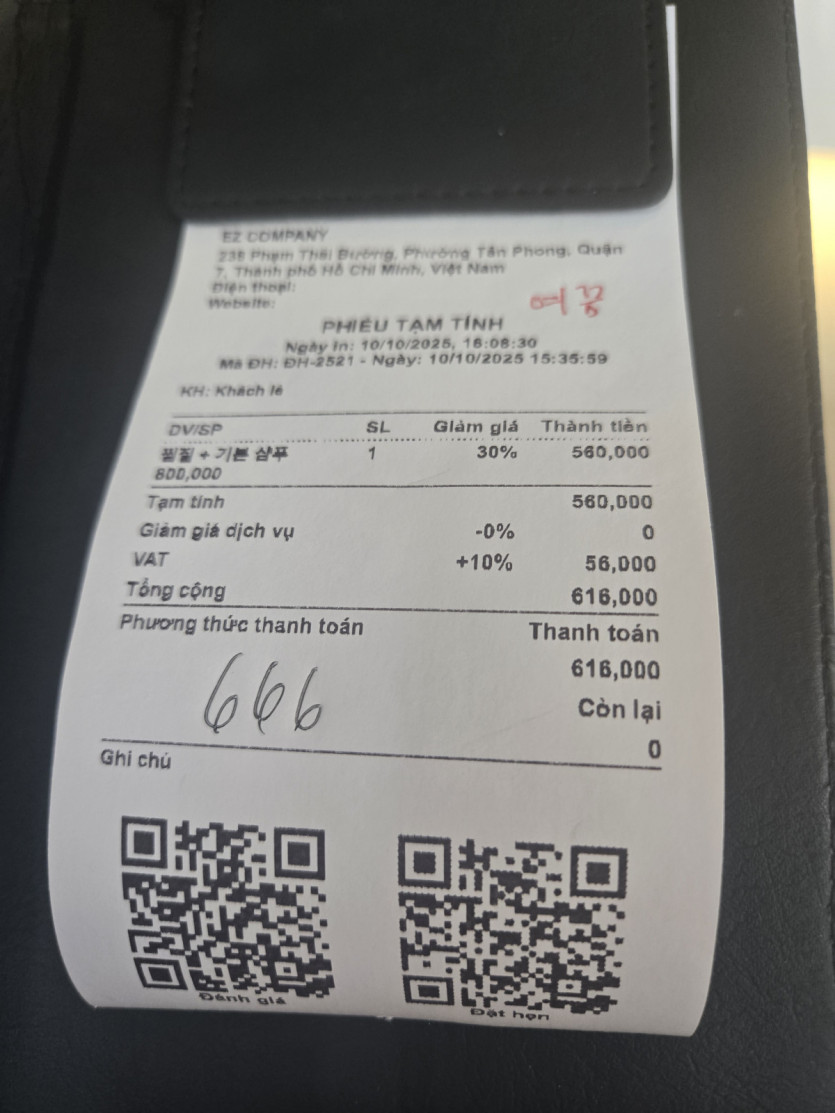 EZ COMPANY
235 Phạm Thái Bường, Phường Tân Phong, Quận
7, Thành phố Hồ Chí Minh, Việt Nam
Điện thoại:
Website:
PHIẾU TẠM TÍNH
Ngày in: 10/10/2025, 16:08:30
Mã ĐH: ĐH-2521 - Ngày: 10/10/2025 15:35:59
KH: Khách lẻ
DV/SP SL Giảm giá Thành tiền
찜질 + 기본 샴푸 1 30% 560,000
800,000
Tạm tính 560,000
Giảm giá dịch vụ -0% 0
VAT +10% 56,000
Tổng cộng 616,000
Phương thức thanh toán Thanh toán
616,000
666 Còn lại
0
Ghi chú
Đánh giá Đặt hẹn